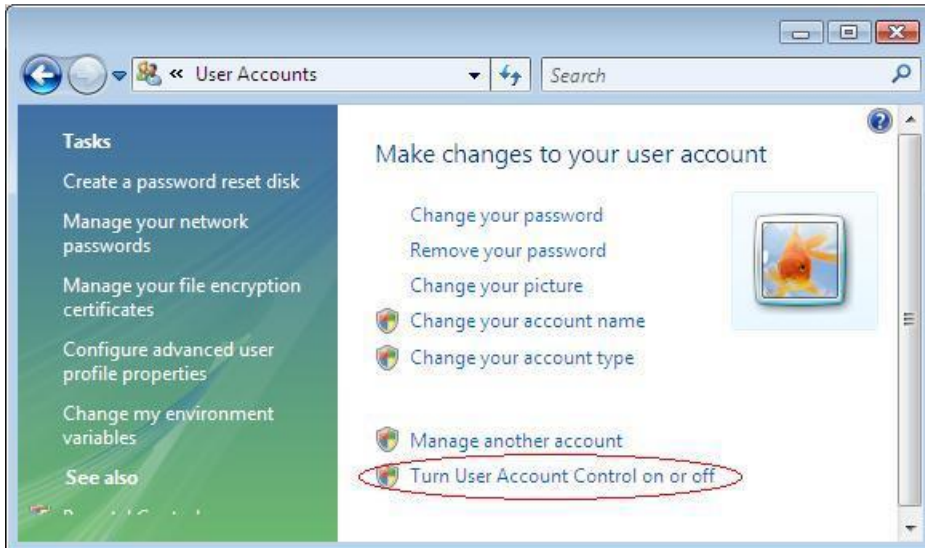 « User Accounts
Search
Tasks
Create a password reset disk
Manage your network
passwords
Manage your file encryption
certificates
Configure advanced user
profile properties
Change my environment
variables
See also
Make changes to your user account
Change your password
Remove your password
Change your picture
Change your account name
Change your account type
Manage another account
Turn User Account Control on or off